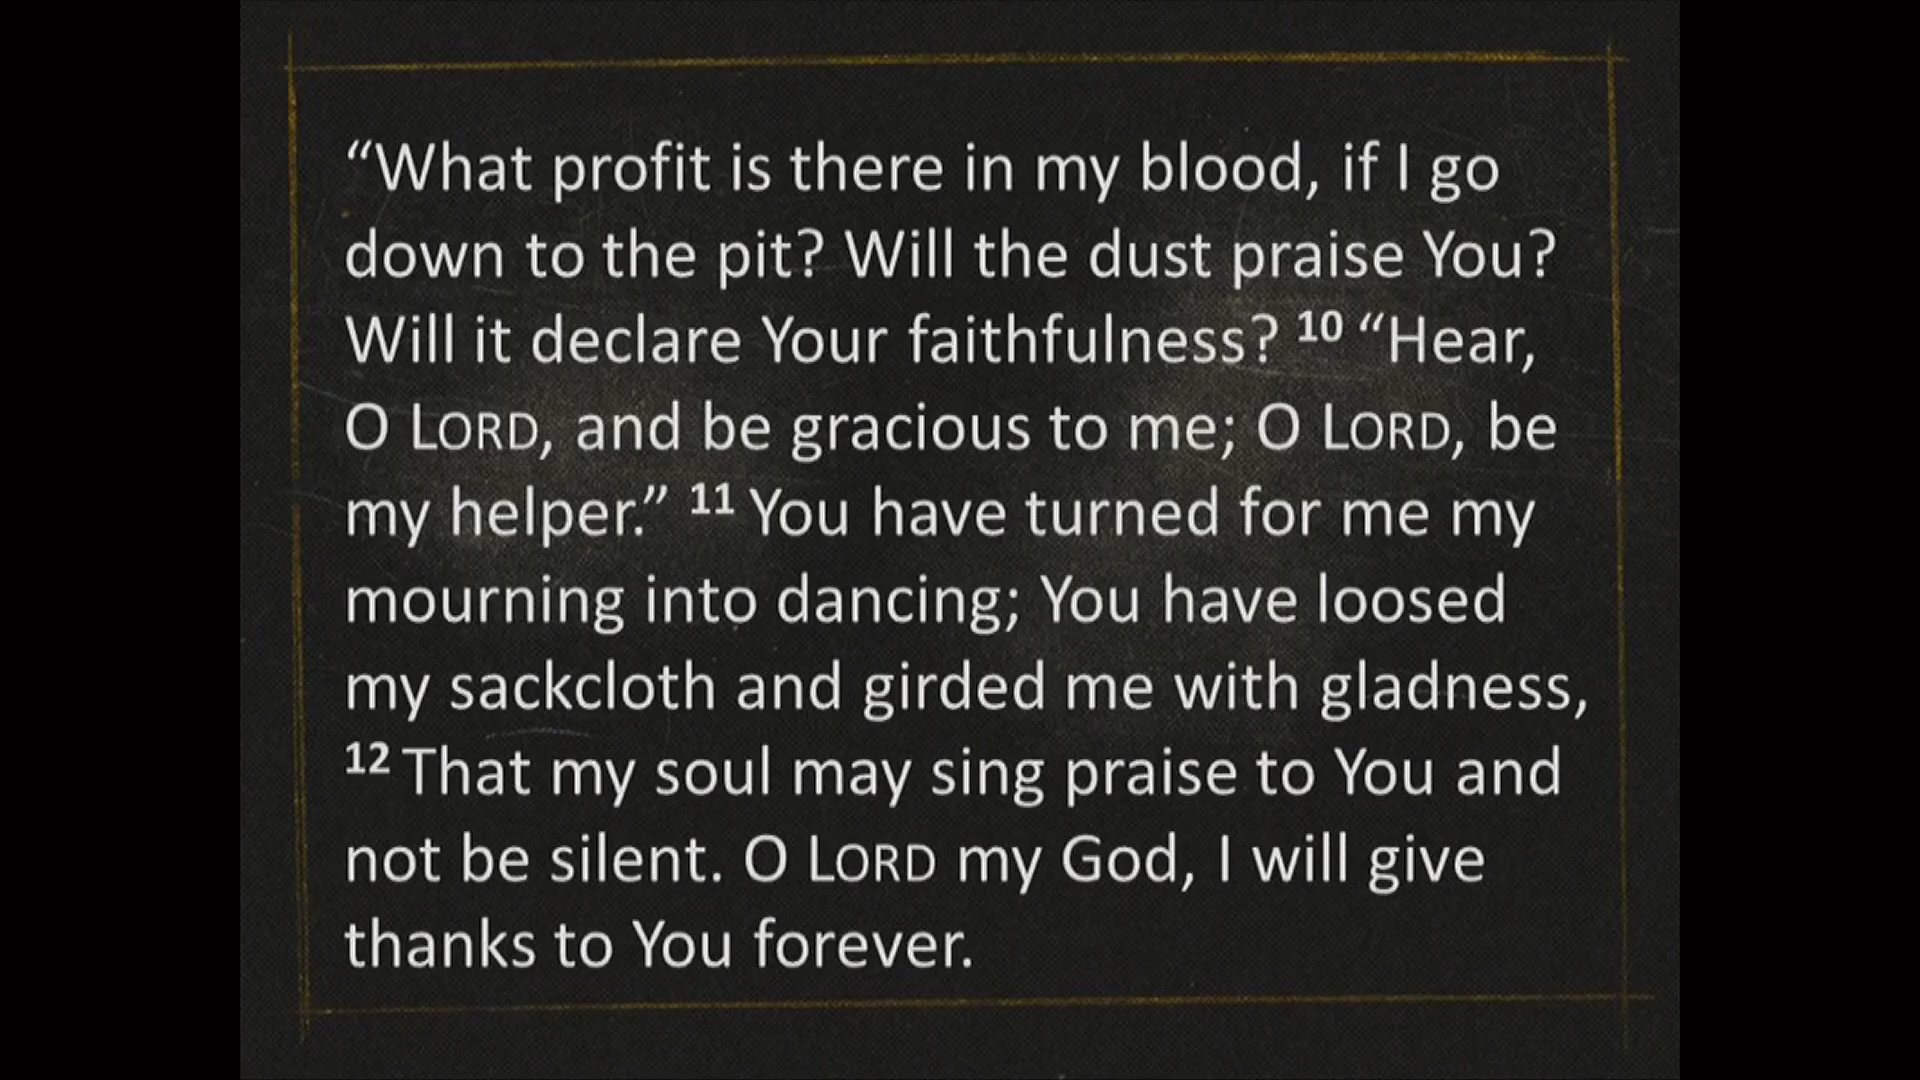 “What profit is there in my blood, if I go
down to the pit? Will the dust praise You?
Will it declare Your faithfulness? 10 “Hear,
O LORD, and be gracious to me; O LORD, be
my helper.” 11 You have turned for me my
mourning into dancing; You have loosed
my sackcloth and girded me with gladness,
12 That my soul may sing praise to You and
not be silent. O LORD my God, I will give
thanks to You forever.